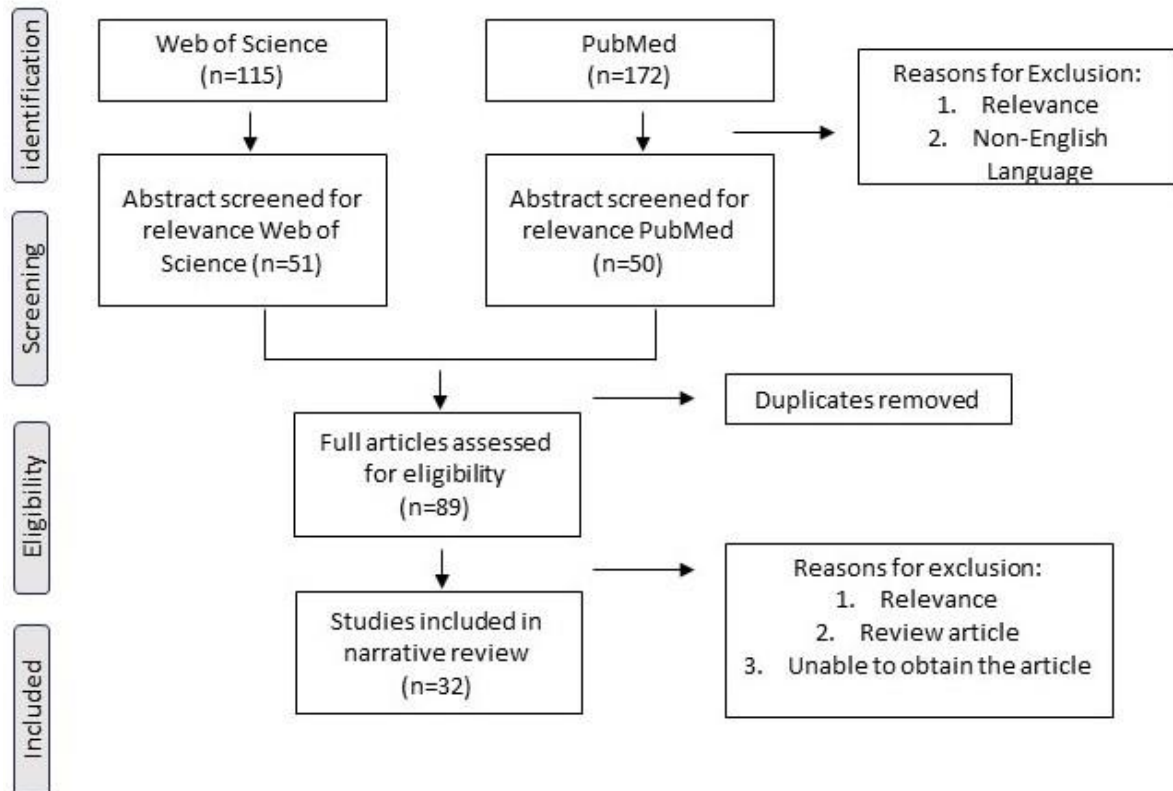 identification
Web of Science
(n=115)
PubMed
(n=172)
Reasons for Exclusion:
1. Relevance
2. Non-English
Language
Screening
Abstract screened for
relevance Web of
Science (n=51)
Abstract screened for
relevance PubMed
(n=50)
Duplicates removed
Eligibility
Full articles assessed
for eligibility
(n=89)
Reasons for exclusion:
1. Relevance
2. Review article
3. Unable to obtain the article
Included
Studies included in
narrative review
(n=32)